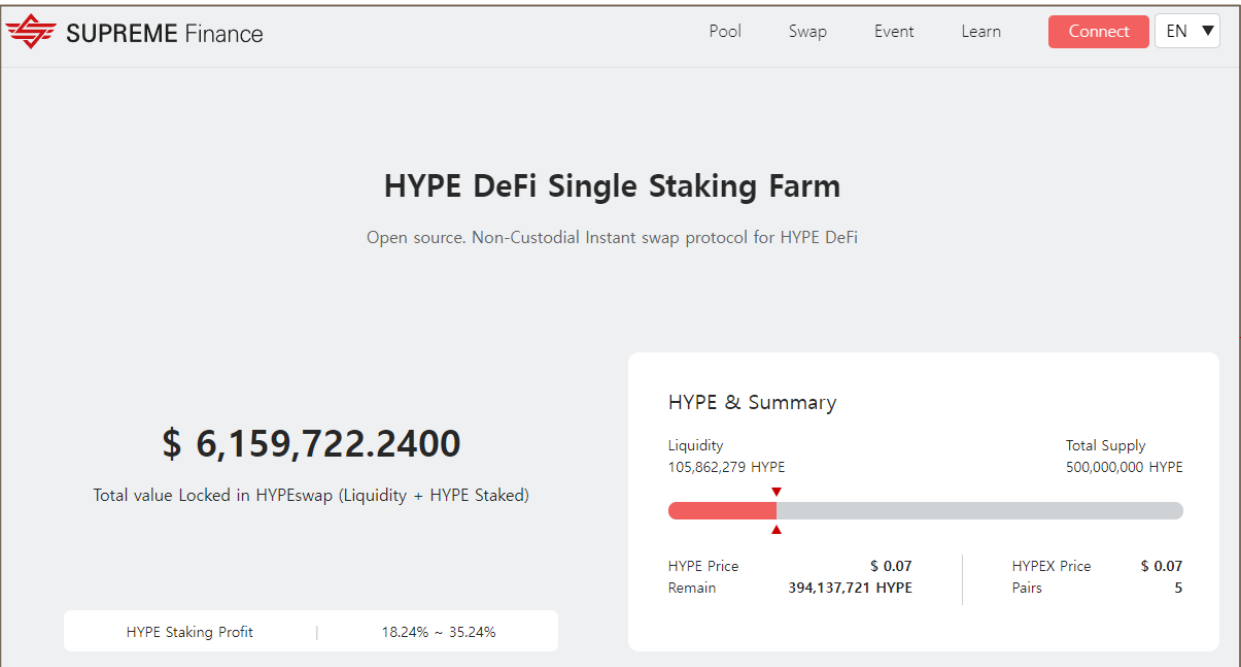 SUPREME Finance
Pool Swap Event Learn Connect EN ▼
HYPE DeFi Single Staking Farm
Open source. Non-Custodial Instant swap protocol for HYPE DeFi
$ 6,159,722.2400
Total value Locked in HYPEswap (Liquidity + HYPE Staked)
HYPE Staking Profit | 18.24% ~ 35.24%
HYPE & Summary
Liquidity Total Supply
105,862,279 HYPE 500,000,000 HYPE
HYPE Price $ 0.07 HYPEX Price $ 0.07
Remain 394,137,721 HYPE Pairs 5